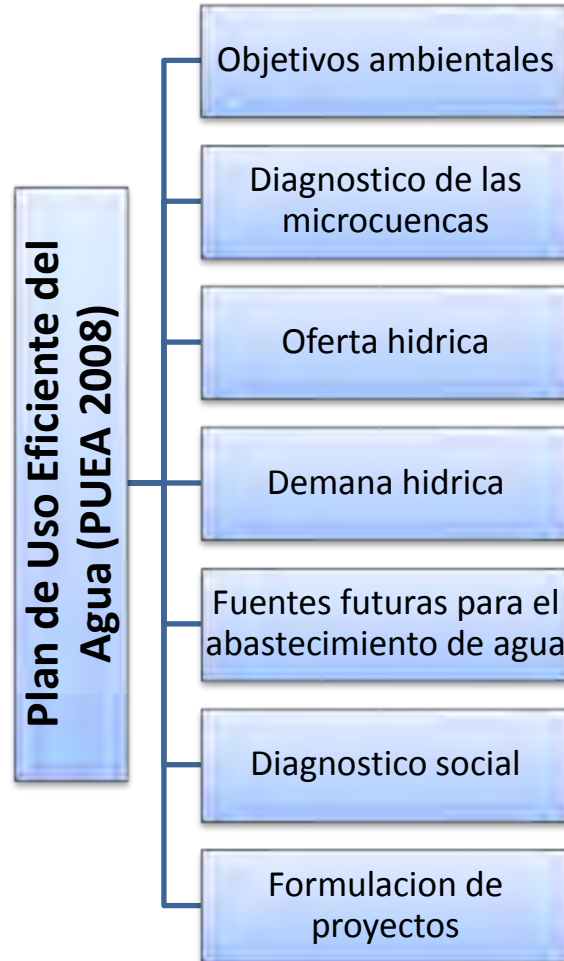 Plan de Uso Eficiente del
Agua (PUEA 2008)
Objetivos ambientales
Diagnostico de las
microcuencas
Oferta hidrica
Demana hidrica
Fuentes futuras para el
abastecimiento de agua
Diagnostico social
Formulacion de
proyectos